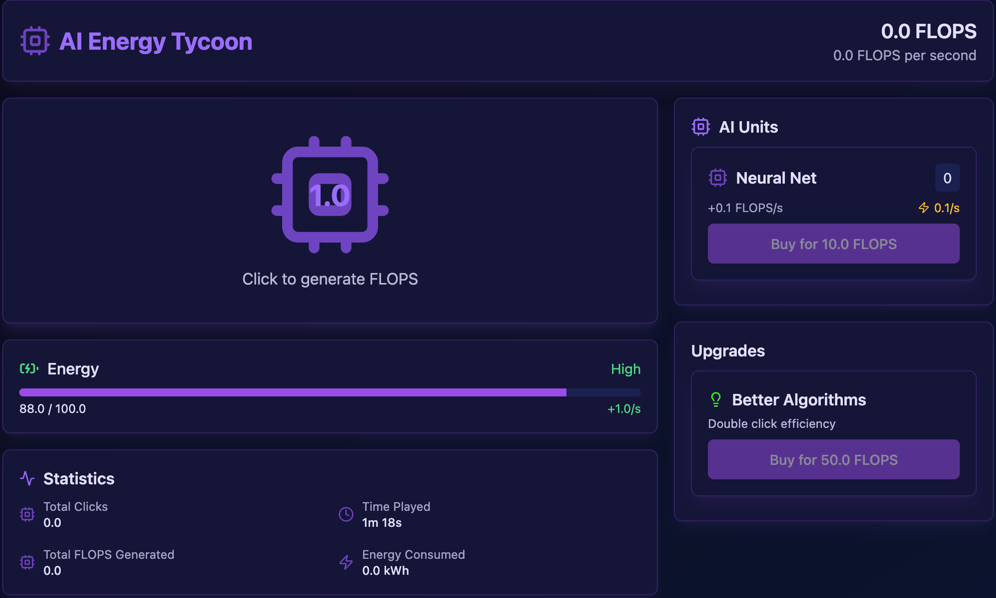 AI Energy Tycoon
0.0 FLOPS
0.0 FLOPS per second
1.0
Click to generate FLOPS
Energy
High
88.0 / 100.0
+1.0/s
Statistics
Total Clicks
0.0
Time Played
1m 18s
Total FLOPS Generated
0.0
Energy Consumed
0.0 kWh
AI Units
Neural Net
0
+0.1 FLOPS/s
0.1/s
Buy for 10.0 FLOPS
Upgrades
Better Algorithms
Double click efficiency
Buy for 50.0 FLOPS